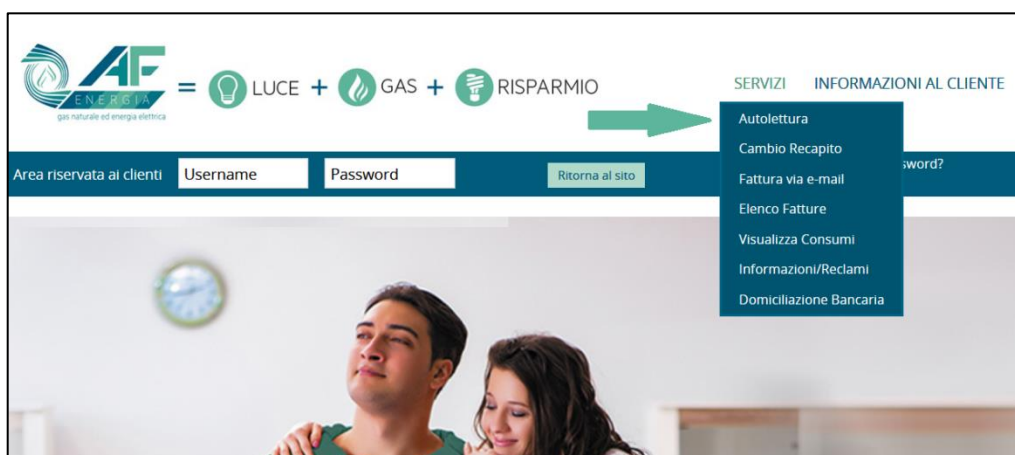 AF
ENERGIA
gas naturale ed energia elettrica
= LUCE + GAS + RISPARMIO
SERVIZI INFORMAZIONI AL CLIENTE
Autolettura
Cambio Recapito
Fattura via e-mail
Elenco Fatture
Visualizza Consumi
Informazioni/Reclami
Domiciliazione Bancaria
Area riservata ai clienti Username Password Ritorna al sito sword?